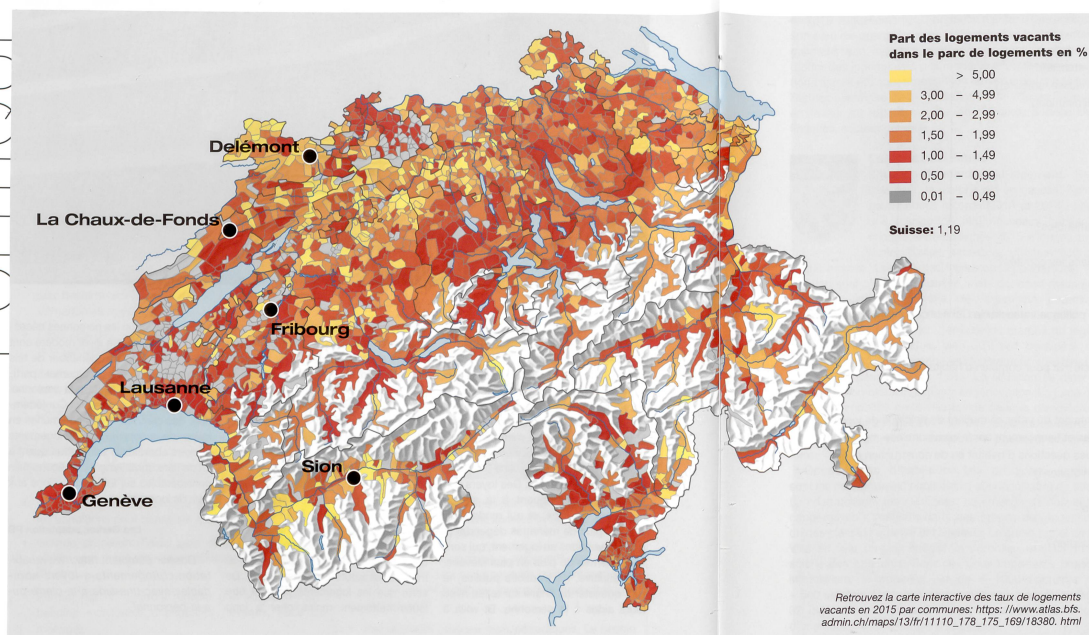 Part des logements vacants
dans le parc de logements en %
> 5,00
3,00 – 4,99
2,00 – 2,99
1,50 – 1,99
1,00 – 1,49
0,50 – 0,99
0,01 – 0,49
Suisse: 1,19
Delémont
La Chaux-de-Fonds
Fribourg
Lausanne
Sion
Genève
Retrouvez la carte interactive des taux de logements
vacants en 2015 par communes: https: //www.atlas.bfs.
admin.ch/maps/13/fr/11110_178_175_169/18380. html